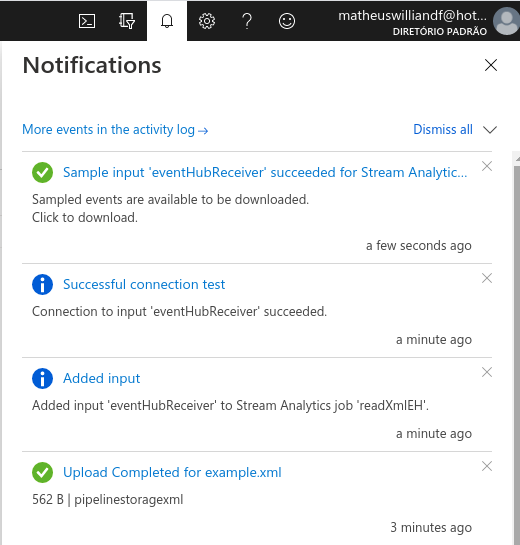 matheuswilliandf@hot...
DIRETÓRIO PADRÃO
Notifications
More events in the activity log →
Dismiss all
Sample input 'eventHubReceiver' succeeded for Stream Analytic...
Sampled events are available to be downloaded.
Click to download.
a few seconds ago
Successful connection test
Connection to input 'eventHubReceiver' succeeded.
a minute ago
Added input
Added input 'eventHubReceiver' to Stream Analytics job 'readXmlEH'.
a minute ago
Upload Completed for example.xml
562 B | pipelinestoragexml
3 minutes ago